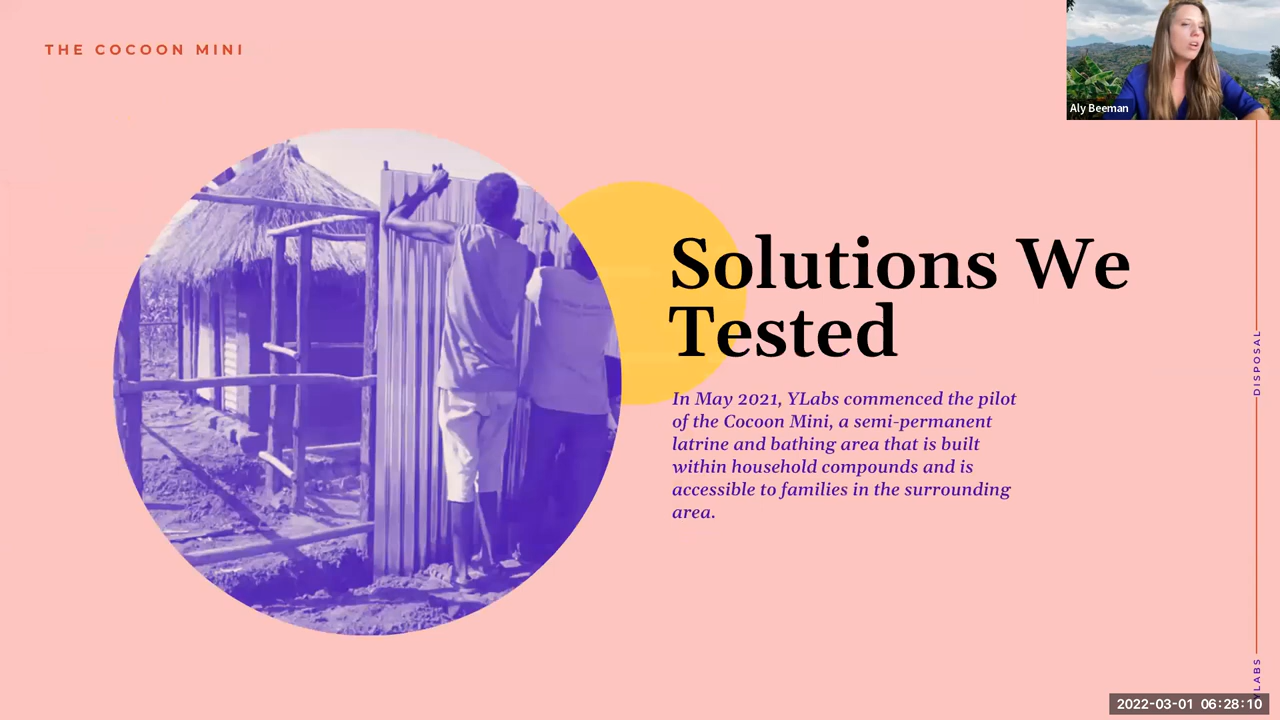 THE COCOON MINI
Aly Beeman
Solutions We
Tested
In May 2021, YLabs commenced the pilot
of the Cocoon Mini, a semi-permanent
latrine and bathing area that is built
within household compounds and is
accessible to families in the surrounding
area.
DISPOSAL
YLABS
2022-03-01 06:28:10